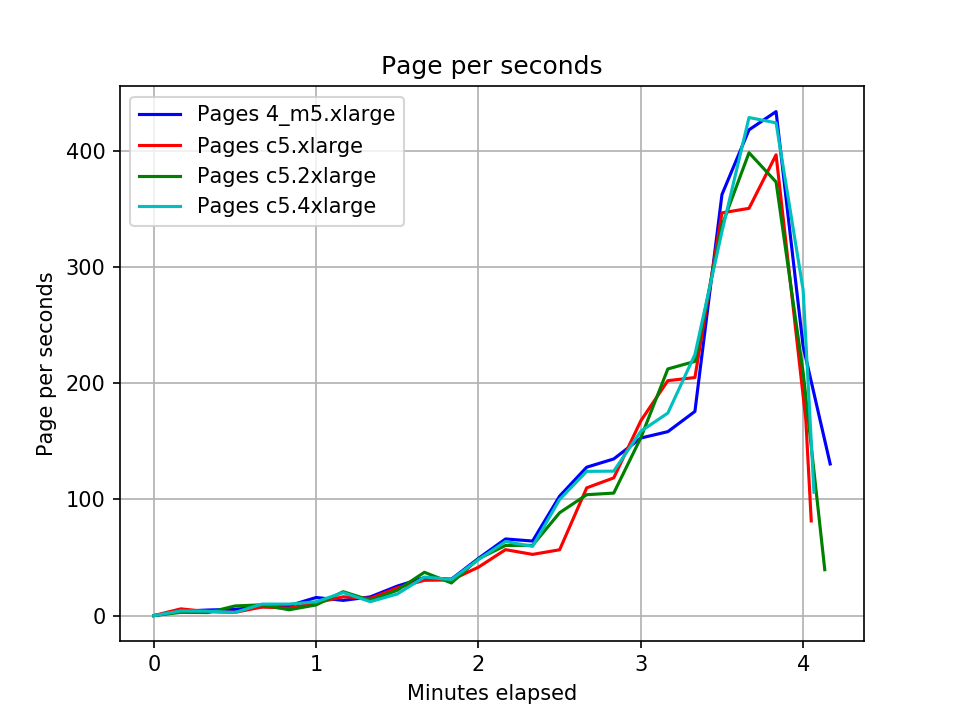 Page per seconds
Pages 4_m5.xlarge
Pages c5.xlarge
Pages c5.2xlarge
Pages c5.4xlarge
Page per seconds
400
300
200
100
0
0 1 2 3 4
Minutes elapsed